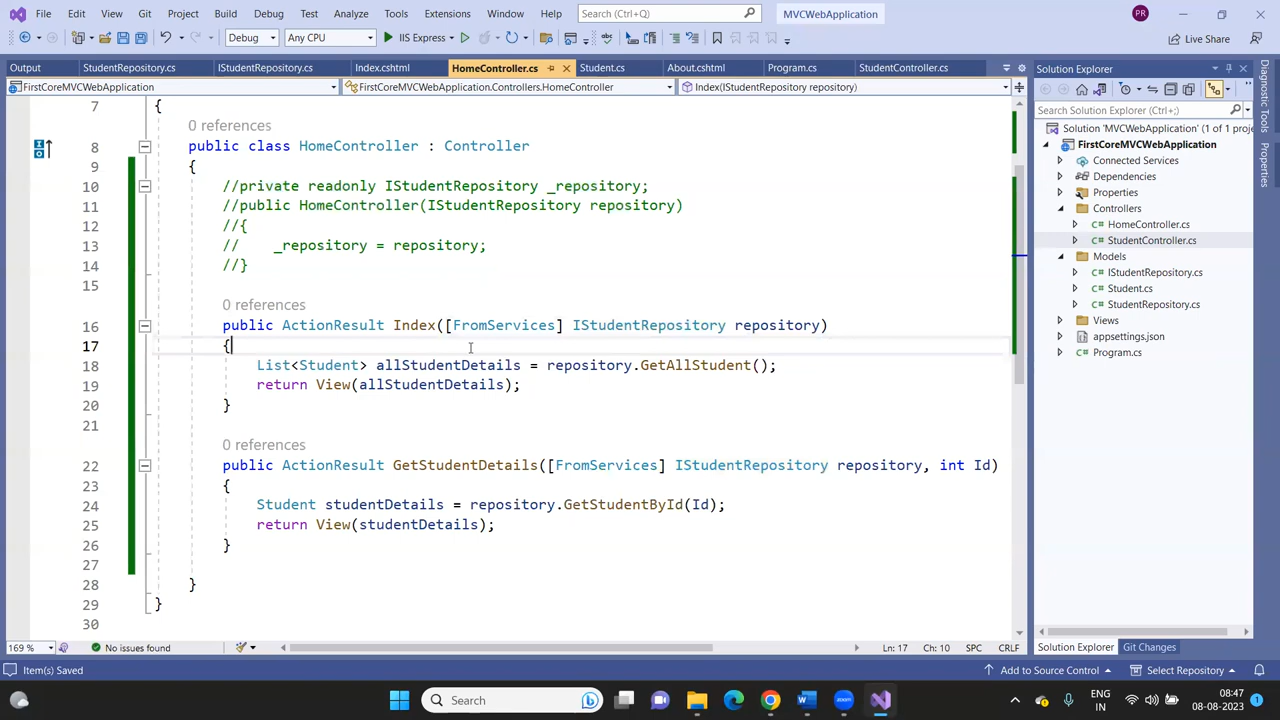 File Edit View Git Project Build Debug Test Analyze Tools Extensions Window Help Search (Ctrl+;) MVCWebApplication PR
Debug Any CPU IIS Express Live Share
Output StudentRepository.cs IStudentRepository.cs Index.cshtml HomeController.cs Student.cs About.cshtml Program.cs StudentController.cs
FirstCoreMVCWebApplication FirstCoreMVCWebApplication.Controllers.HomeController Index(IStudentRepository repository)
7 {
0 references
8 public class HomeController : Controller
9 {
10 //private readonly IStudentRepository _repository;
11 //public HomeController(IStudentRepository repository)
12 //{
13 // _repository = repository;
14 //}
15
0 references
16 public ActionResult Index([FromServices] IStudentRepository repository)
17 {
18 List<Student> allStudentDetails = repository.GetAllStudent();
19 return View(allStudentDetails);
20 }
21
0 references
22 public ActionResult GetStudentDetails([FromServices] IStudentRepository repository, int Id)
23 {
24 Student studentDetails = repository.GetStudentById(Id);
25 return View(studentDetails);
26 }
27
28 }
29 }
30
169 % No issues found Ln: 17 Ch: 10 SPC CRLF
Solution Explorer
Search Solution Explorer (Ctrl+;)
Solution 'MVCWebApplication' (1 of 1 proje
FirstCoreMVCWebApplication
Connected Services
Dependencies
Properties
Controllers
C# HomeController.cs
C# StudentController.cs
Models
C# IStudentRepository.cs
C# Student.cs
C# StudentRepository.cs
Views
appsettings.json
C# Program.cs
Solution Explorer Git Changes
Diagnostic Tools
Properties
Item(s) Saved Add to Source Control Select Repository
Search ENG IN 08:47 08-08-2023